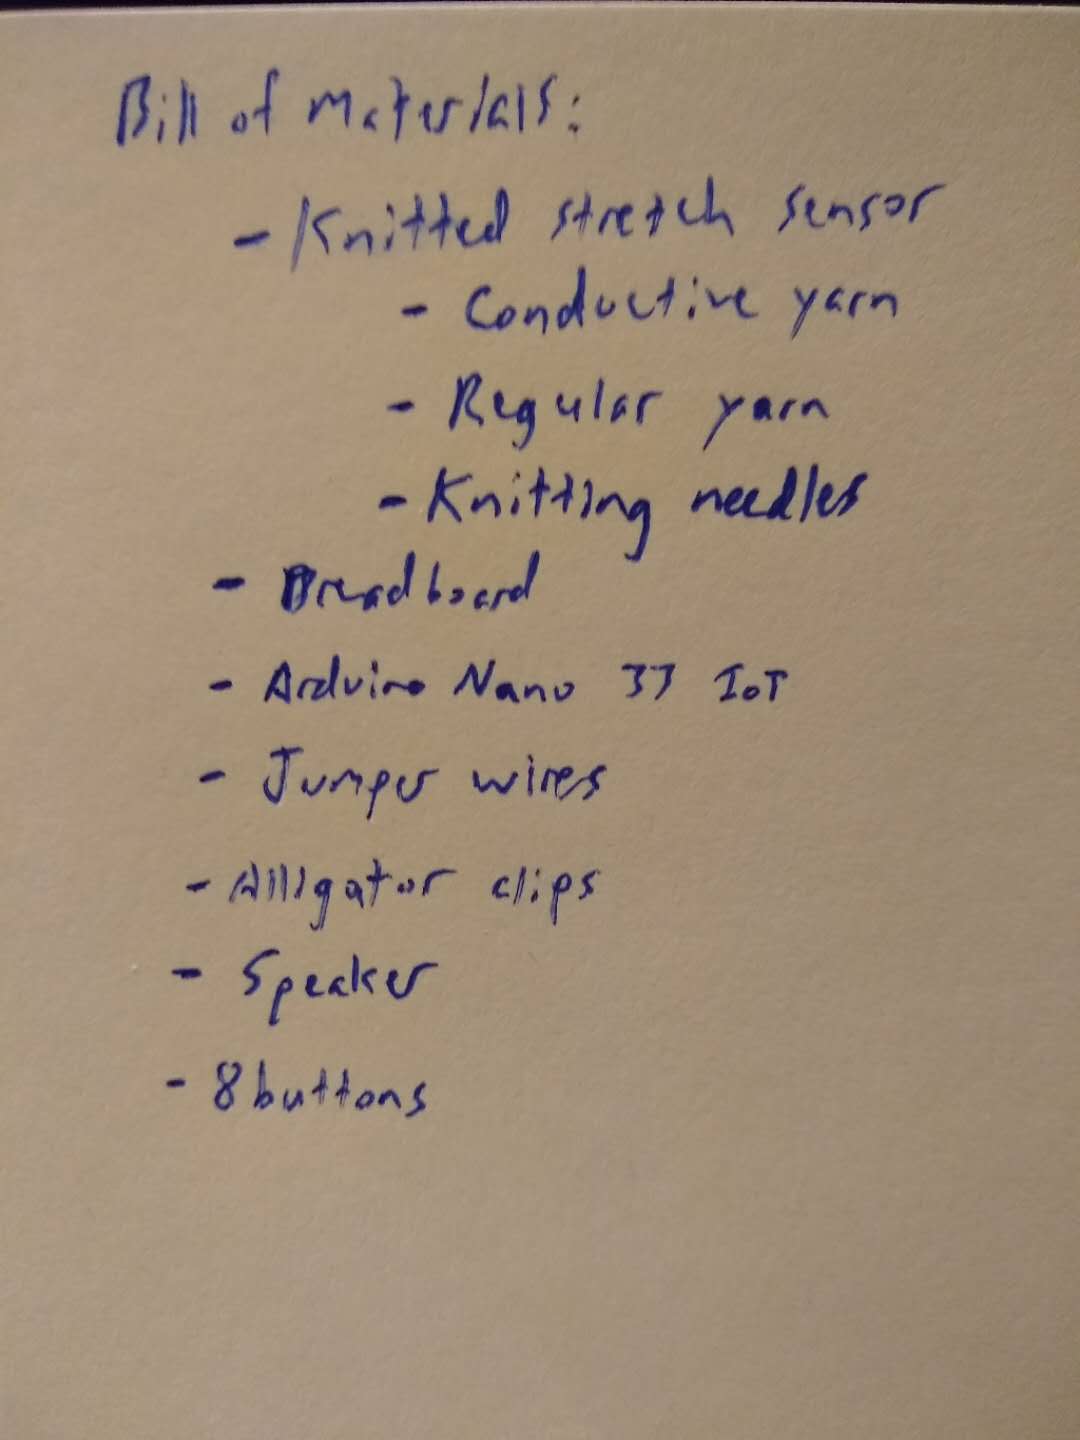 Bill of Materials:
- Knitted stretch sensor
- Conductive yarn
- Regular yarn
- Knitting needles
- Breadboard
- Arduino Nano 33 IoT
- Jumper wires
- Alligator clips
- Speaker
- 8 buttons